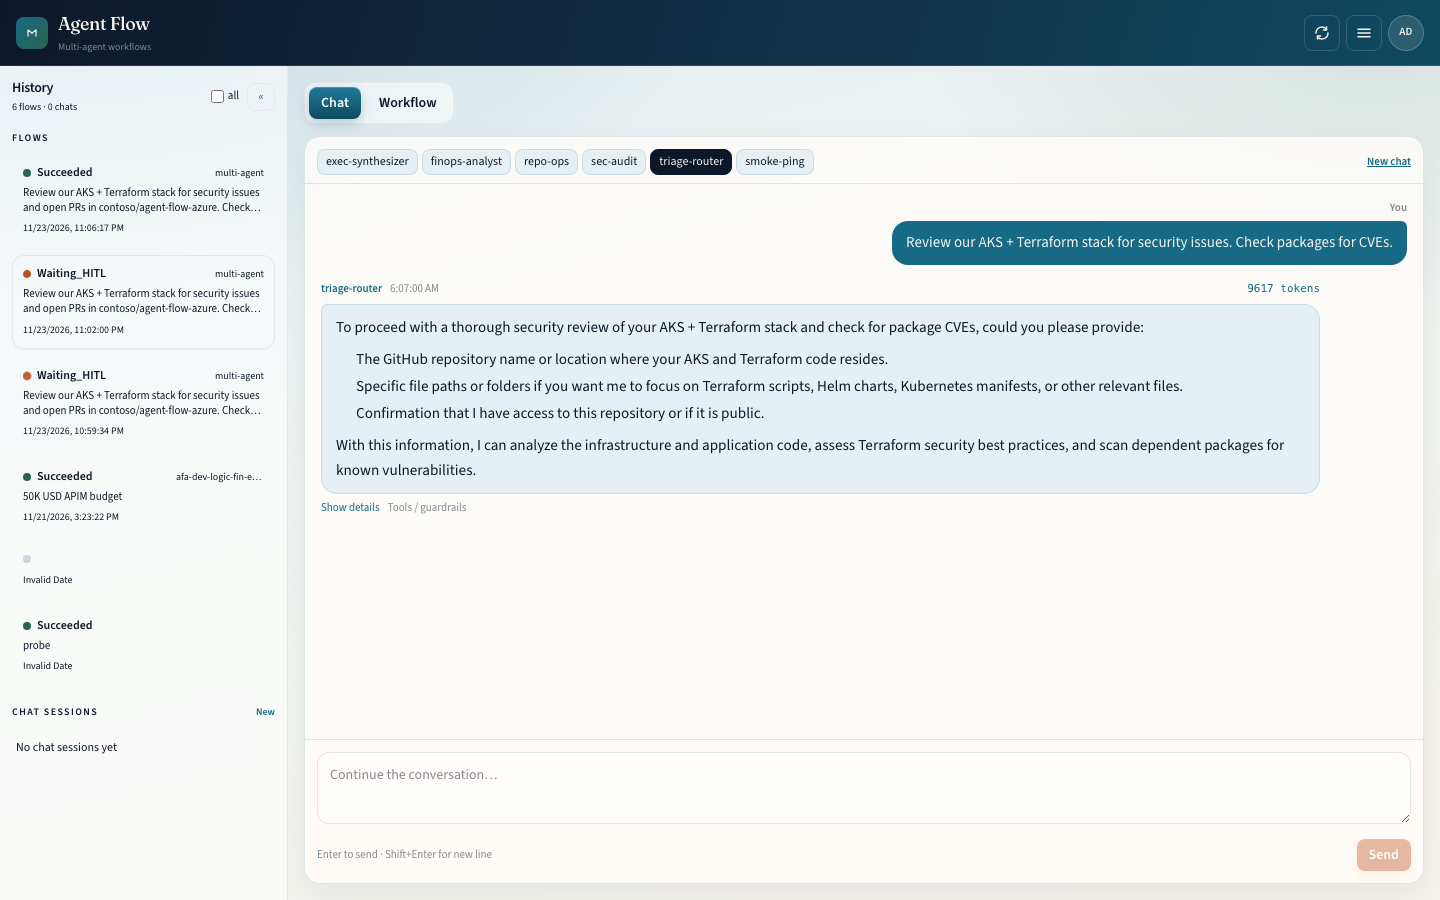 Agent Flow
Multi-agent workflows
AD
History
6 flows · 0 chats
all
«
FLOWS
Succeeded
multi-agent
Review our AKS + Terraform stack for security issues
and open PRs in contoso/agent-flow-azure. Check...
11/23/2026, 11:06:17 PM
Waiting_HITL
multi-agent
Review our AKS + Terraform stack for security issues
and open PRs in contoso/agent-flow-azure. Check...
11/23/2026, 11:02:00 PM
Waiting_HITL
multi-agent
Review our AKS + Terraform stack for security issues
and open PRs in contoso/agent-flow-azure. Check...
11/23/2026, 10:59:34 PM
Succeeded
afa-dev-logic-fin-e...
50K USD APIM budget
11/21/2026, 3:23:22 PM
Invalid Date
Succeeded
probe
Invalid Date
CHAT SESSIONS
New
No chat sessions yet
Chat
Workflow
exec-synthesizer
finops-analyst
repo-ops
sec-audit
triage-router
smoke-ping
New chat
You
Review our AKS + Terraform stack for security issues. Check packages for CVEs.
triage-router
6:07:00 AM
9617 tokens
To proceed with a thorough security review of your AKS + Terraform stack and check for package CVEs, could you please provide:
The GitHub repository name or location where your AKS and Terraform code resides.
Specific file paths or folders if you want me to focus on Terraform scripts, Helm charts, Kubernetes manifests, or other relevant files.
Confirmation that I have access to this repository or if it is public.
With this information, I can analyze the infrastructure and application code, assess Terraform security best practices, and scan dependent packages for
known vulnerabilities.
Show details
Tools / guardrails
Continue the conversation...
Enter to send · Shift+Enter for new line
Send